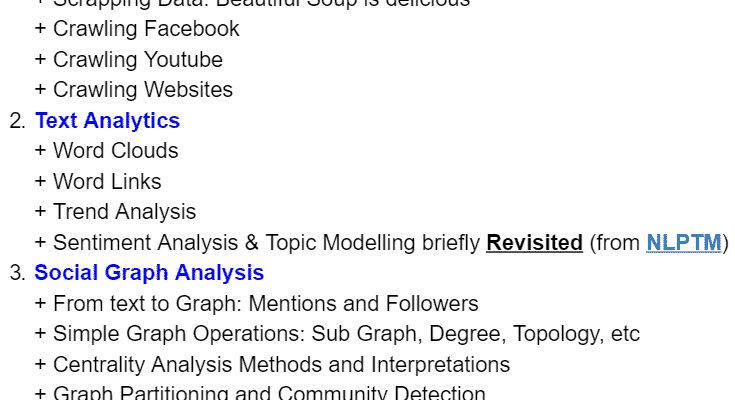 + Scrapping Data: Beautiful Soup is delicious
+ Crawling Facebook
+ Crawling Youtube
+ Crawling Websites
2. Text Analytics
+ Word Clouds
+ Word Links
+ Trend Analysis
+ Sentiment Analysis & Topic Modelling briefly Revisited (from NLPTM)
3. Social Graph Analysis
+ From text to Graph: Mentions and Followers
+ Simple Graph Operations: Sub Graph, Degree, Topology, etc
+ Centrality Analysis Methods and Interpretations
+ Graph Partitioning and Community Detection